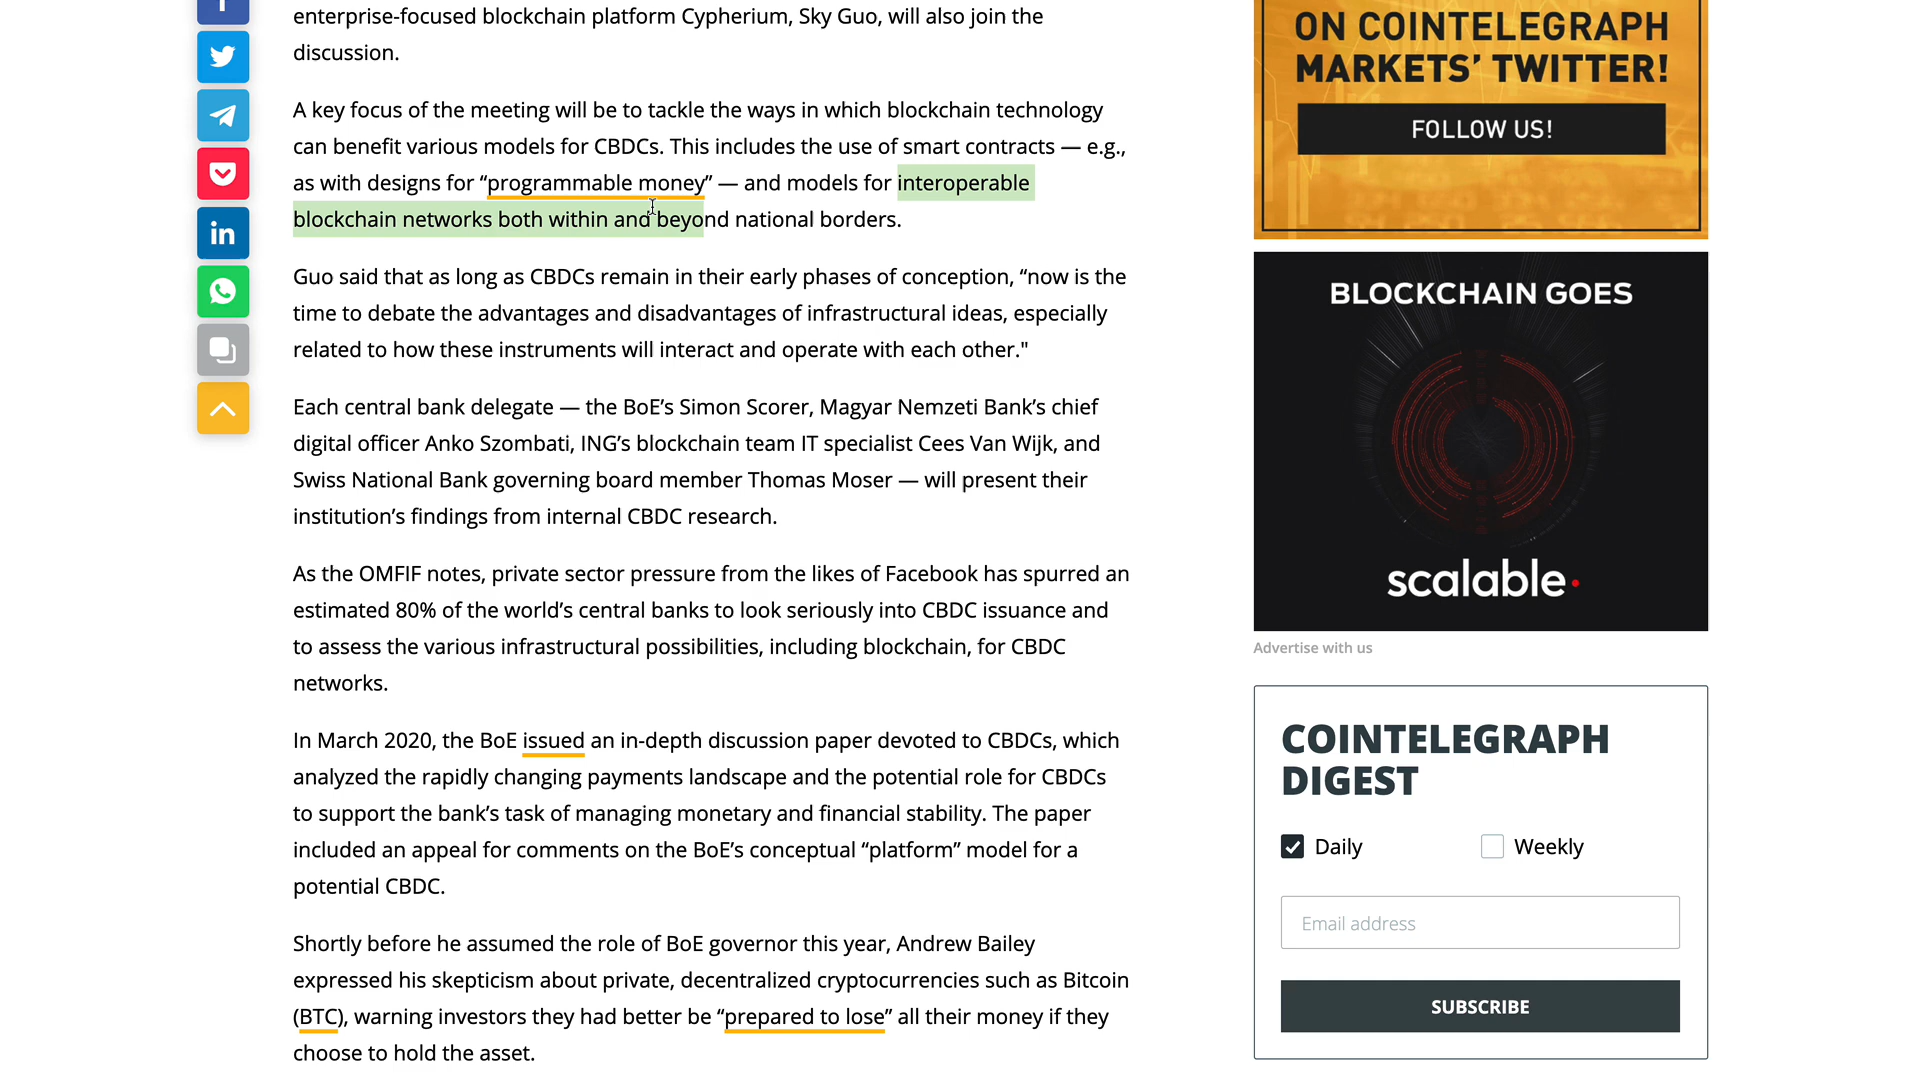 enterprise-focused blockchain platform Cypherium, Sky Guo, will also join the
discussion.
A key focus of the meeting will be to tackle the ways in which blockchain technology
can benefit various models for CBDCs. This includes the use of smart contracts — e.g.,
as with designs for “programmable money” — and models for interoperable
blockchain networks both within and beyond national borders.
Guo said that as long as CBDCs remain in their early phases of conception, “now is the
time to debate the advantages and disadvantages of infrastructural ideas, especially
related to how these instruments will interact and operate with each other."
Each central bank delegate — the BoE’s Simon Scorer, Magyar Nemzeti Bank’s chief
digital officer Anko Szombati, ING’s blockchain team IT specialist Cees Van Wijk, and
Swiss National Bank governing board member Thomas Moser — will present their
institution’s findings from internal CBDC research.
As the OMFIF notes, private sector pressure from the likes of Facebook has spurred an
estimated 80% of the world’s central banks to look seriously into CBDC issuance and
to assess the various infrastructural possibilities, including blockchain, for CBDC
networks.
In March 2020, the BoE issued an in-depth discussion paper devoted to CBDCs, which
analyzed the rapidly changing payments landscape and the potential role for CBDCs
to support the bank’s task of managing monetary and financial stability. The paper
included an appeal for comments on the BoE’s conceptual “platform” model for a
potential CBDC.
Shortly before he assumed the role of BoE governor this year, Andrew Bailey
expressed his skepticism about private, decentralized cryptocurrencies such as Bitcoin
(BTC), warning investors they had better be “prepared to lose” all their money if they
choose to hold the asset.
ON COINTELEGRAPH
MARKETS’ TWITTER!
FOLLOW US!
BLOCKCHAIN GOES
scalable
Advertise with us
COINTELEGRAPH
DIGEST
Daily
Weekly
Email address
SUBSCRIBE
in